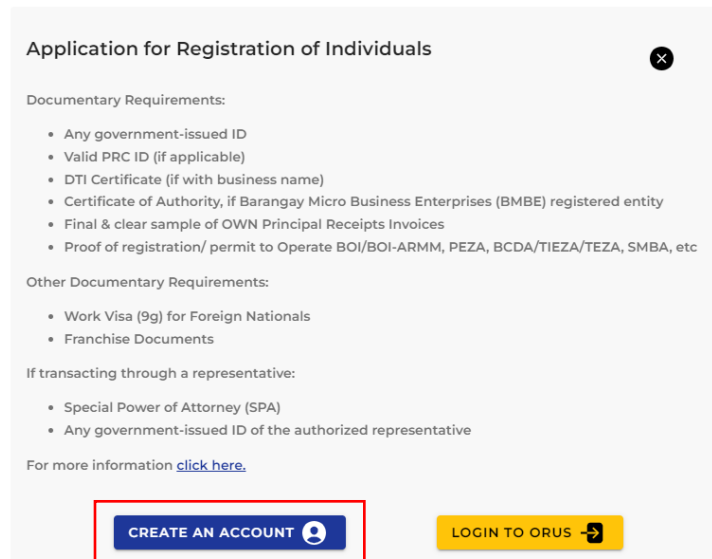 Application for Registration of Individuals
Documentary Requirements:
• Any government-issued ID
• Valid PRC ID (if applicable)
• DTI Certificate (if with business name)
• Certificate of Authority, if Barangay Micro Business Enterprises (BMBE) registered entity
• Final & clear sample of OWN Principal Receipts Invoices
• Proof of registration/ permit to Operate BOI/BOI-ARMM, PEZA, BCDA/TIEZA/TEZA, SMBA, etc
Other Documentary Requirements:
• Work Visa (9g) for Foreign Nationals
• Franchise Documents
If transacting through a representative:
• Special Power of Attorney (SPA)
• Any government-issued ID of the authorized representative
For more information click here.
CREATE AN ACCOUNT
LOGIN TO ORUS